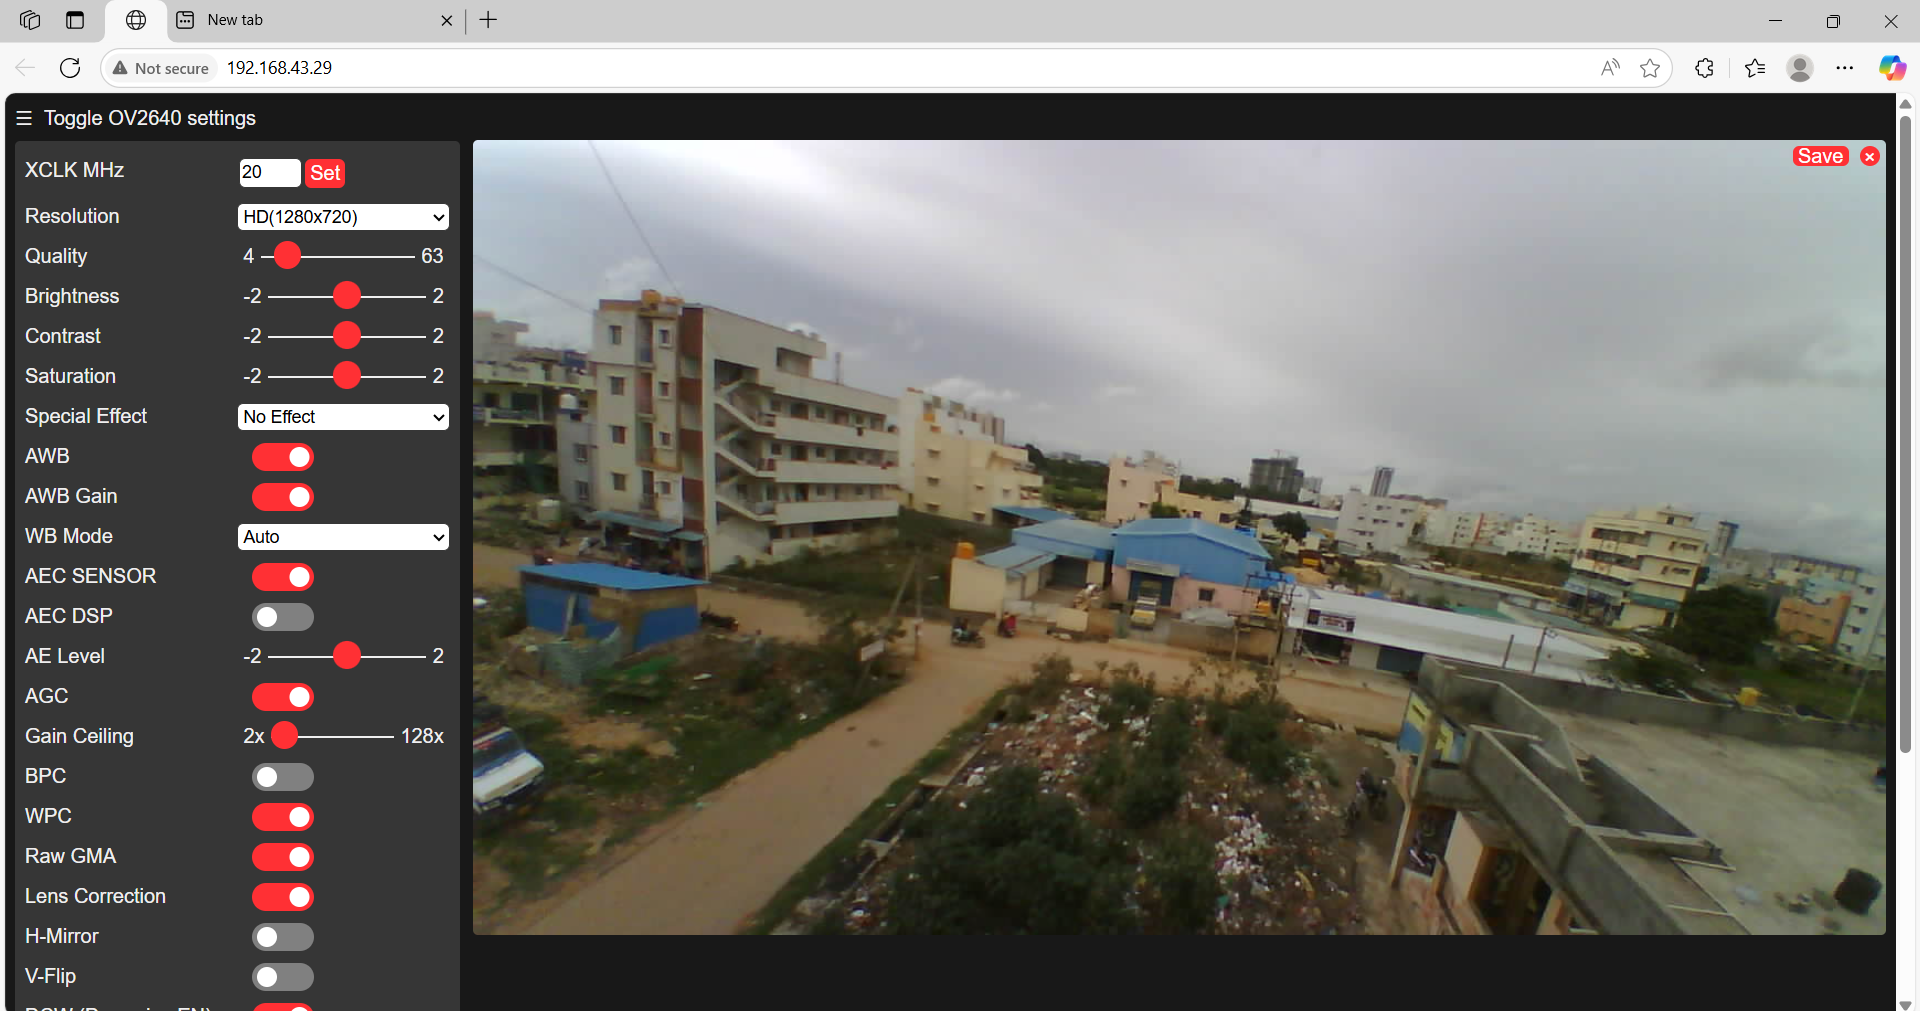 New tab
Not secure 192.168.43.29
Toggle OV2640 settings
XCLK MHz 20 Set
Resolution HD(1280x720)
Quality 4 63
Brightness -2 2
Contrast -2 2
Saturation -2 2
Special Effect No Effect
AWB
AWB Gain
WB Mode Auto
AEC SENSOR
AEC DSP
AE Level -2 2
AGC
Gain Ceiling 2x 128x
BPC
WPC
Raw GMA
Lens Correction
H-Mirror
V-Flip
Save